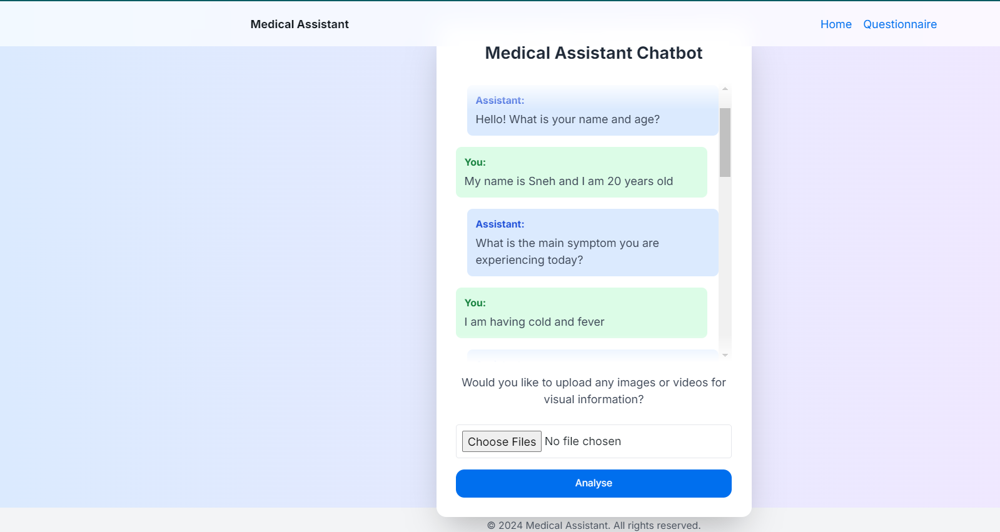 Medical Assistant
Home
Questionnaire
Medical Assistant Chatbot
Assistant:
Hello! What is your name and age?
You:
My name is Sneh and I am 20 years old
Assistant:
What is the main symptom you are
experiencing today?
You:
I am having cold and fever
Would you like to upload any images or videos for
visual information?
Choose Files No file chosen
Analyse
© 2024 Medical Assistant. All rights reserved.